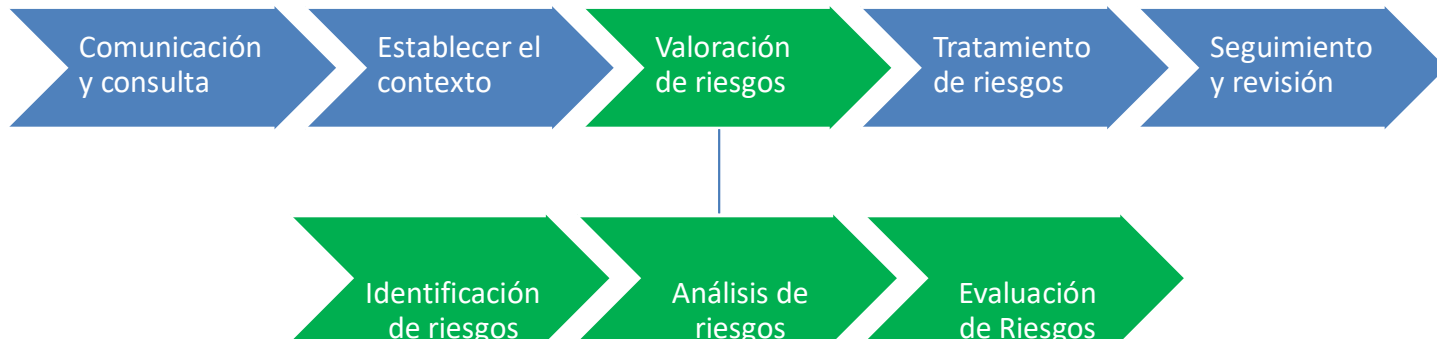 Comunicación
y consulta
Establecer el
contexto
Valoración
de riesgos
Tratamiento
de riesgos
Seguimiento
y revisión
Identificación
de riesgos
Análisis de
riesgos
Evaluación
de Riesgos